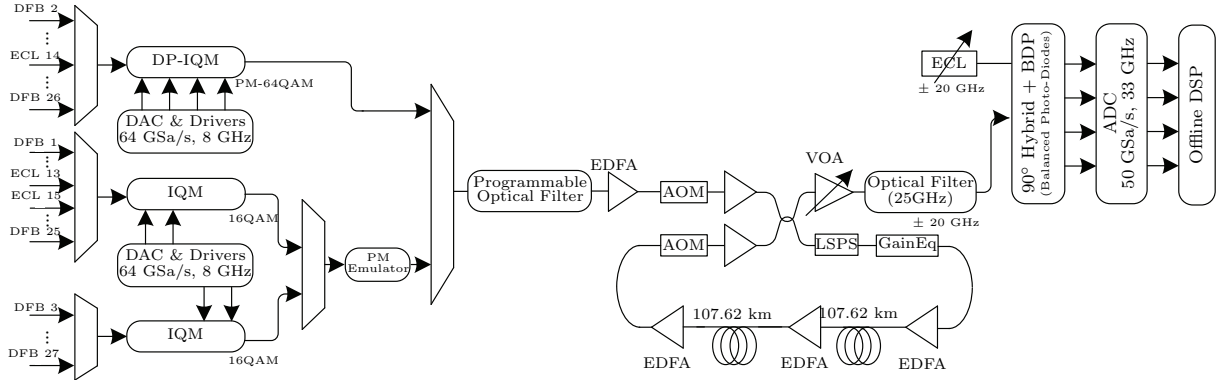 DFB 2
⋮
ECL 14
⋮
DFB 26
DP-IQM
PM-64QAM
DAC & Drivers
64 GSa/s, 8 GHz
DFB 1
⋮
ECL 13
ECL 15
⋮
DFB 25
IQM
16QAM
DAC & Drivers
64 GSa/s, 8 GHz
DFB 3
⋮
DFB 27
IQM
16QAM
PM
Emulator
Programmable
Optical Filter
EDFA
AOM
AOM
VOA
Optical Filter
(25GHz)
± 20 GHz
LSPS
GainEq
107.62 km
107.62 km
EDFA
EDFA
EDFA
ECL
± 20 GHz
90° Hybrid + BDP
(Balanced Photo-Diodes)
ADC
50 GSa/s, 33 GHz
Offline DSP